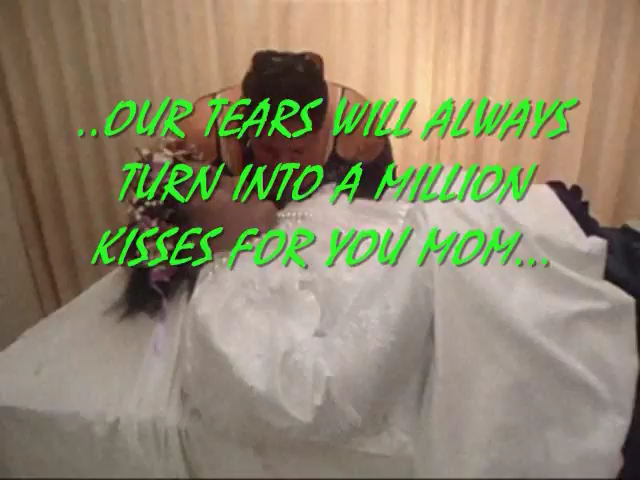 ..OUR TEARS WILL ALWAYS
TURN INTO A MILLION
KISSES FOR YOU MOM...